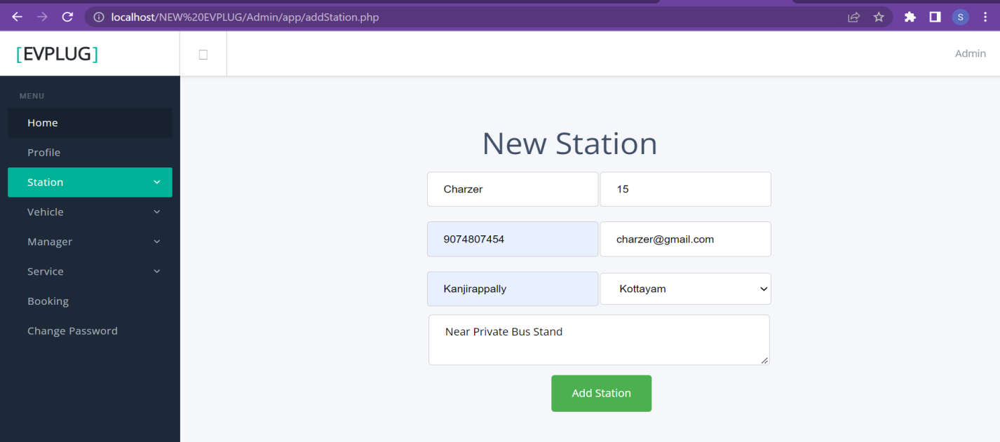 localhost/NEW%20EVPLUG/Admin/app/addStation.php
S
[EVPLUG]
Admin
MENU
Home
Profile
Station
Vehicle
Manager
Service
Booking
Change Password
New Station
Charzer 15
9074807454 charzer@gmail.com
Kanjirappally Kottayam
Near Private Bus Stand
Add Station